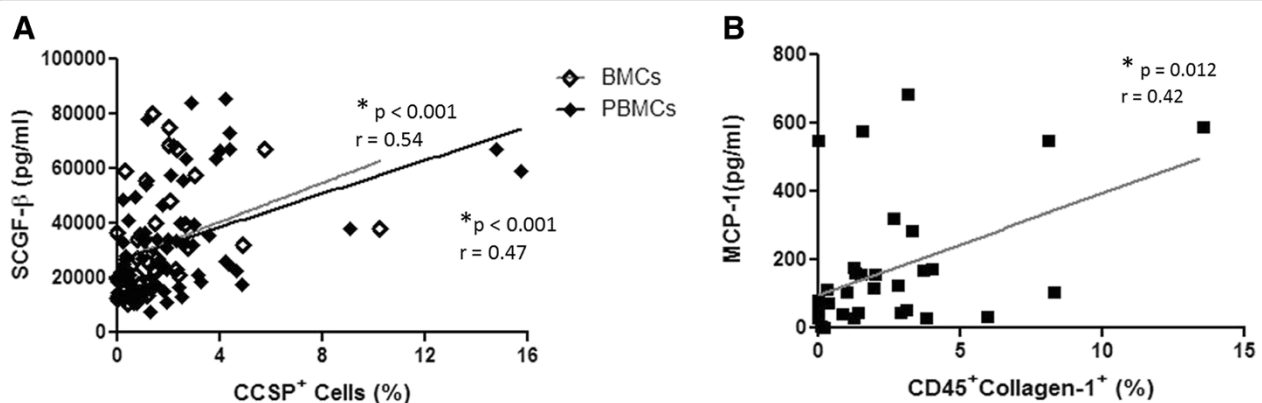 A
SCGF-β (pg/ml)
100000
80000
60000
40000
20000
0
0 4 8 12 16
CCSP⁺ Cells (%)
* p < 0.001
r = 0.54
* p < 0.001
r = 0.47
BMCs
PBMCs
B
MCP-1(pg/ml)
800
600
400
200
0
0 5 10 15
CD45⁺Collagen-1⁺ (%)
* p = 0.012
r = 0.42